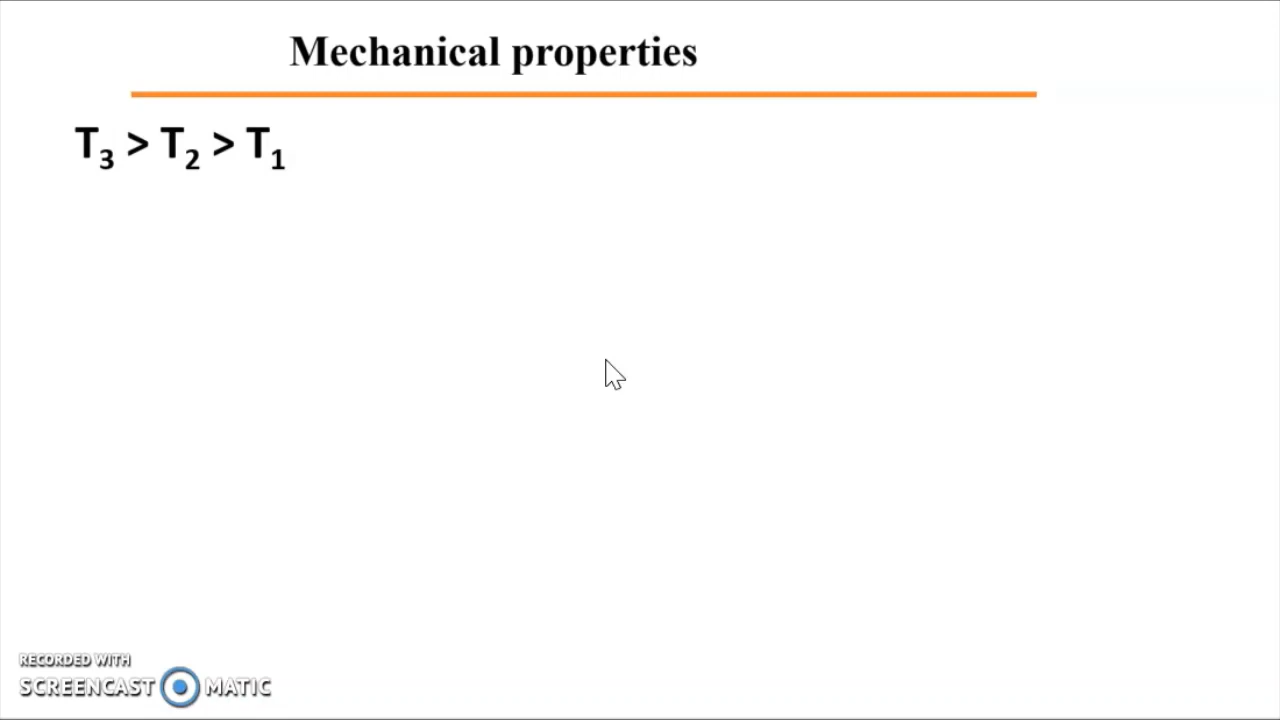 Mechanical properties
T₃ > T₂ > T₁
RECORDED WITH
SCREENCAST MATIC